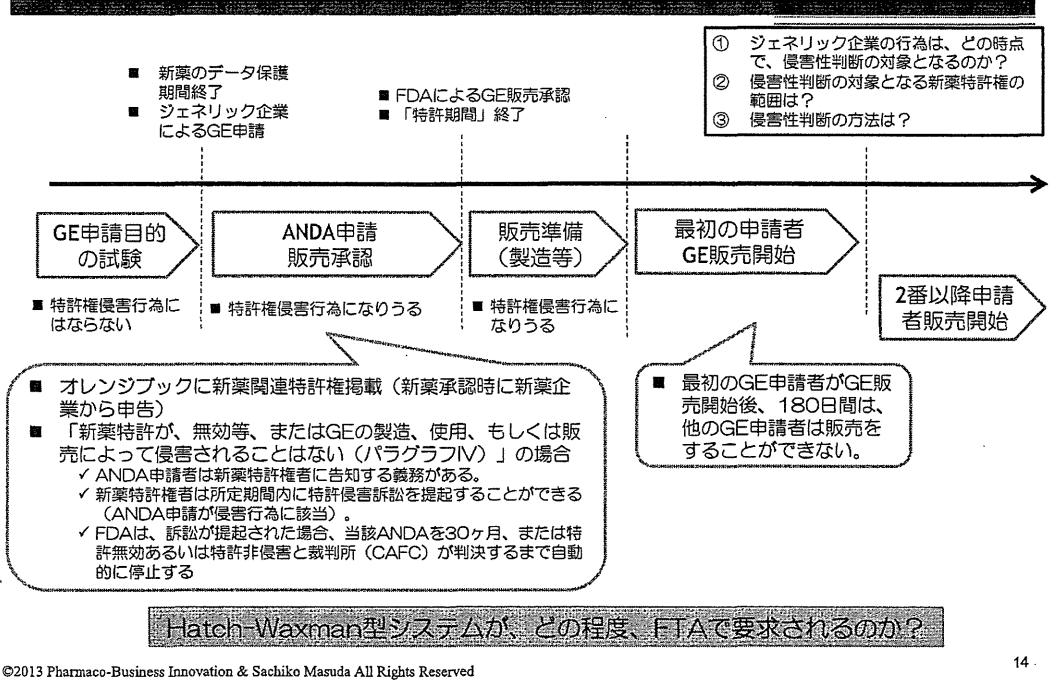 ① ジェネリック企業の行為は、どの時点
で、侵害性判断の対象となるのか？
② 侵害性判断の対象となる新薬特許権の
範囲は？
③ 侵害性判断の方法は？
■ 新薬のデータ保護
期間終了
■ ジェネリック企業
によるGE申請
■ FDAによるGE販売承認
■ 「特許期間」終了
GE申請目的
の試験
ANDA申請
販売承認
販売準備
（製造等）
最初の申請者
GE販売開始
2番以降申請
者販売開始
■ 特許権侵害行為に
はならない
■ 特許権侵害行為になりうる
■ 特許権侵害行為に
なりうる
■ オレンジブックに新薬関連特許権掲載（新薬承認時に新薬企
業から申告）
■ 「新薬特許が、無効等、またはGEの製造、使用、もしくは販
売によって侵害されることはない（パラグラフⅣ）」の場合
✓ ANDA申請者は新薬特許権者に告知する義務がある。
✓ 新薬特許権者は所定期間内に特許侵害訴訟を提起することができる
（ANDA申請が侵害行為に該当）。
✓ FDAは、訴訟が提起された場合、当該ANDAを30ヶ月、または特
許無効あるいは特許非侵害と裁判所（CAFC）が判決するまで自動
的に停止する
■ 最初のGE申請者がGE販
売開始後、180日間は、
他のGE申請者は販売を
することができない。
Hatch-Waxman型システムが、どの程度、FTAで要求されるのか？
©2013 Pharmaco-Business Innovation & Sachiko Masuda All Rights Reserved
14